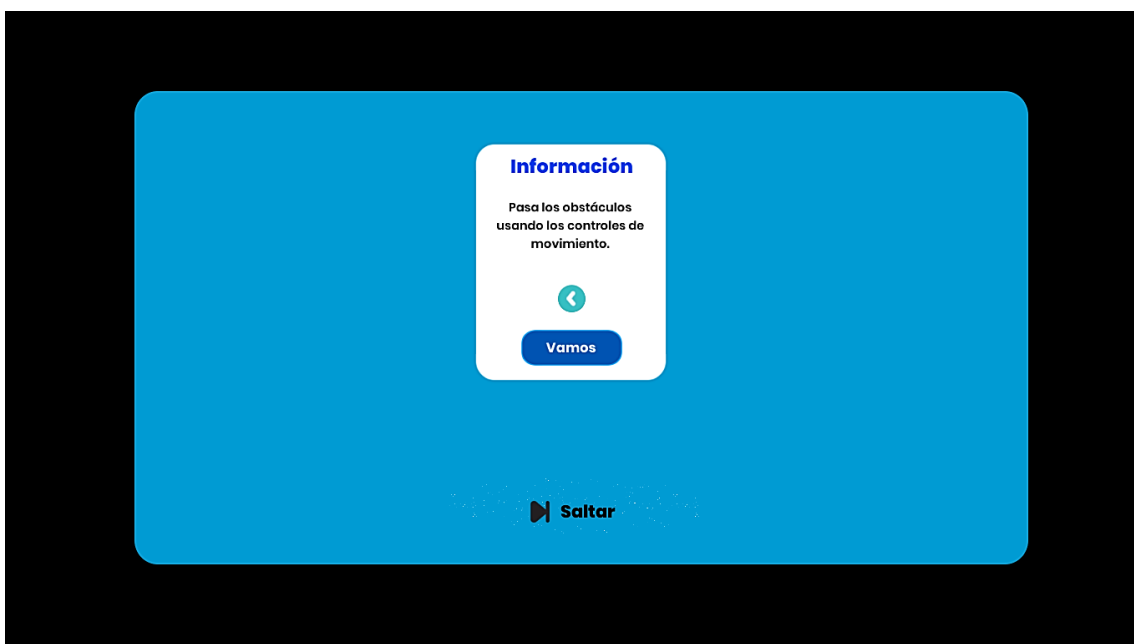 Información
Pasa los obstáculos
usando los controles de
movimiento.
Vamos
Saltar